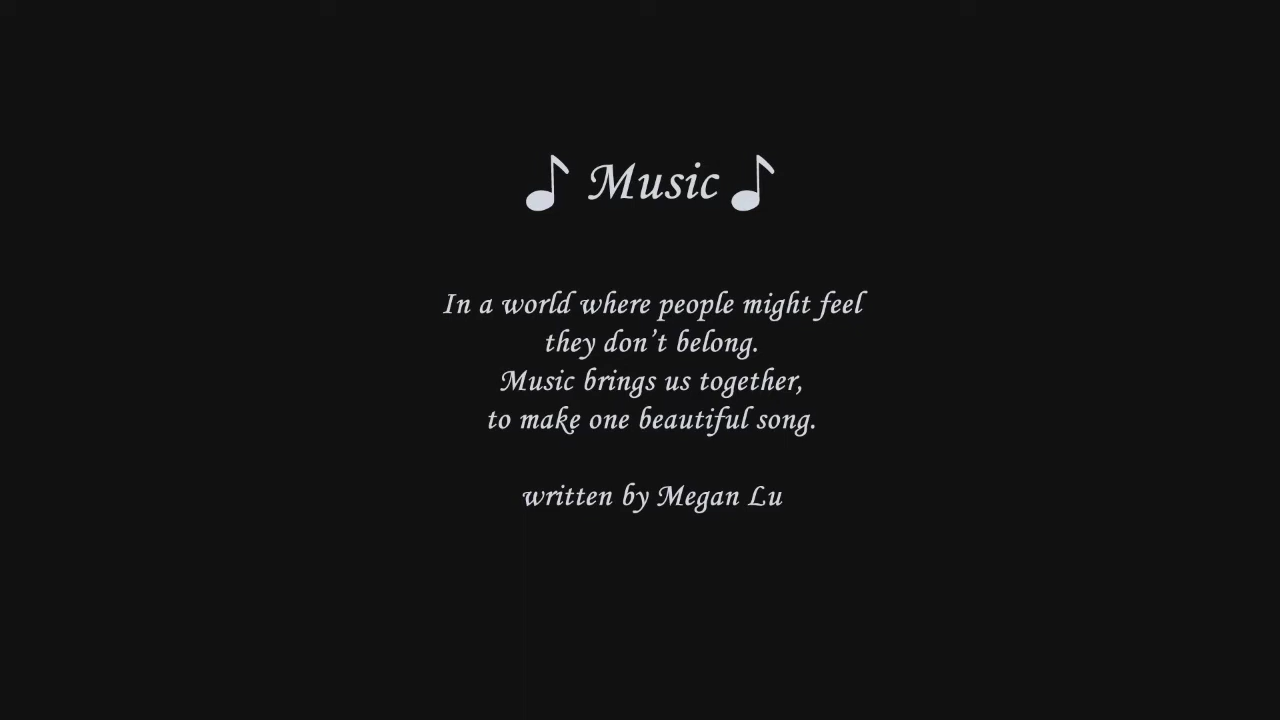 ♪ Music ♪
In a world where people might feel
they don’t belong.
Music brings us together,
to make one beautiful song.
written by Megan Lu